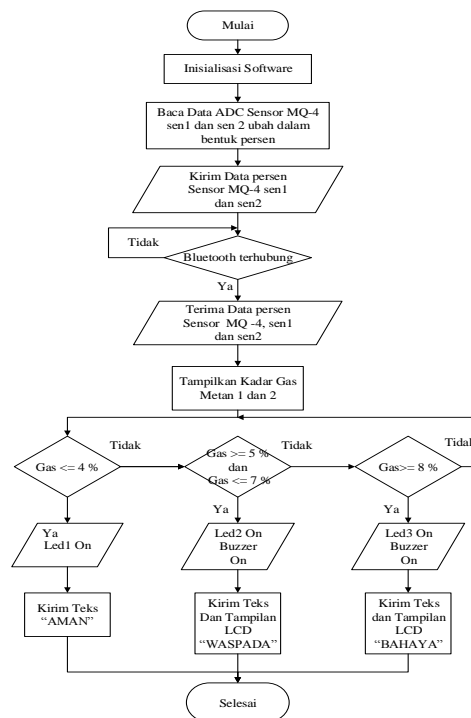 Mulai
Inisialisasi Software
Baca Data ADC Sensor MQ-4
sen1 dan sen 2 ubah dalam
bentuk persen
Kirim Data persen
Sensor MQ-4 sen1
dan sen2
Tidak
Bluetooth terhubung
Ya
Terima Data persen
Sensor MQ -4, sen1
dan sen2
Tampilkan Kadar Gas
Metan 1 dan 2
Tidak
Tidak
Tidak
Gas <= 4 %
Gas >= 5 %
dan
Gas <= 7 %
Gas>= 8 %
Ya
Led1 On
Ya
Led2 On
Buzzer
On
Ya
Led3 On
Buzzer
On
Kirim Teks
“AMAN”
Kirim Teks
Dan Tampilan
LCD
“WASPADA”
Kirim Teks
dan Tampilan
LCD
“BAHAYA”
Selesai